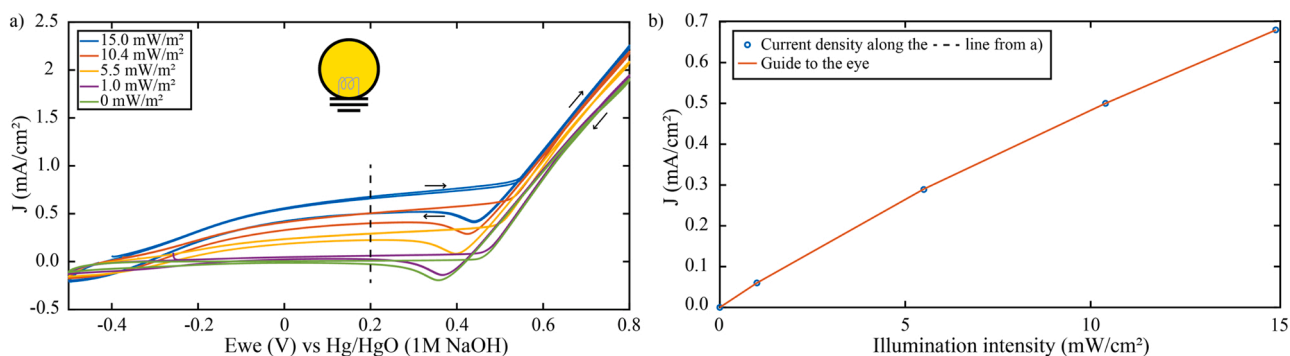 a)
15.0 mW/m²
10.4 mW/m²
5.5 mW/m²
1.0 mW/m²
0 mW/m²
2.5
2
1.5
1.0
0.5
0.0
-0.5
J (mA/cm²)
-0.4 -0.2 0 0.2 0.4 0.6 0.8
Ewe (V) vs Hg/HgO (1M NaOH)
b)
Current density along the --- line from a)
Guide to the eye
0.7
0.6
0.5
0.4
0.3
0.2
0.1
0.0
J (mA/cm²)
0 5 10 15
Illumination intensity (mW/cm²)